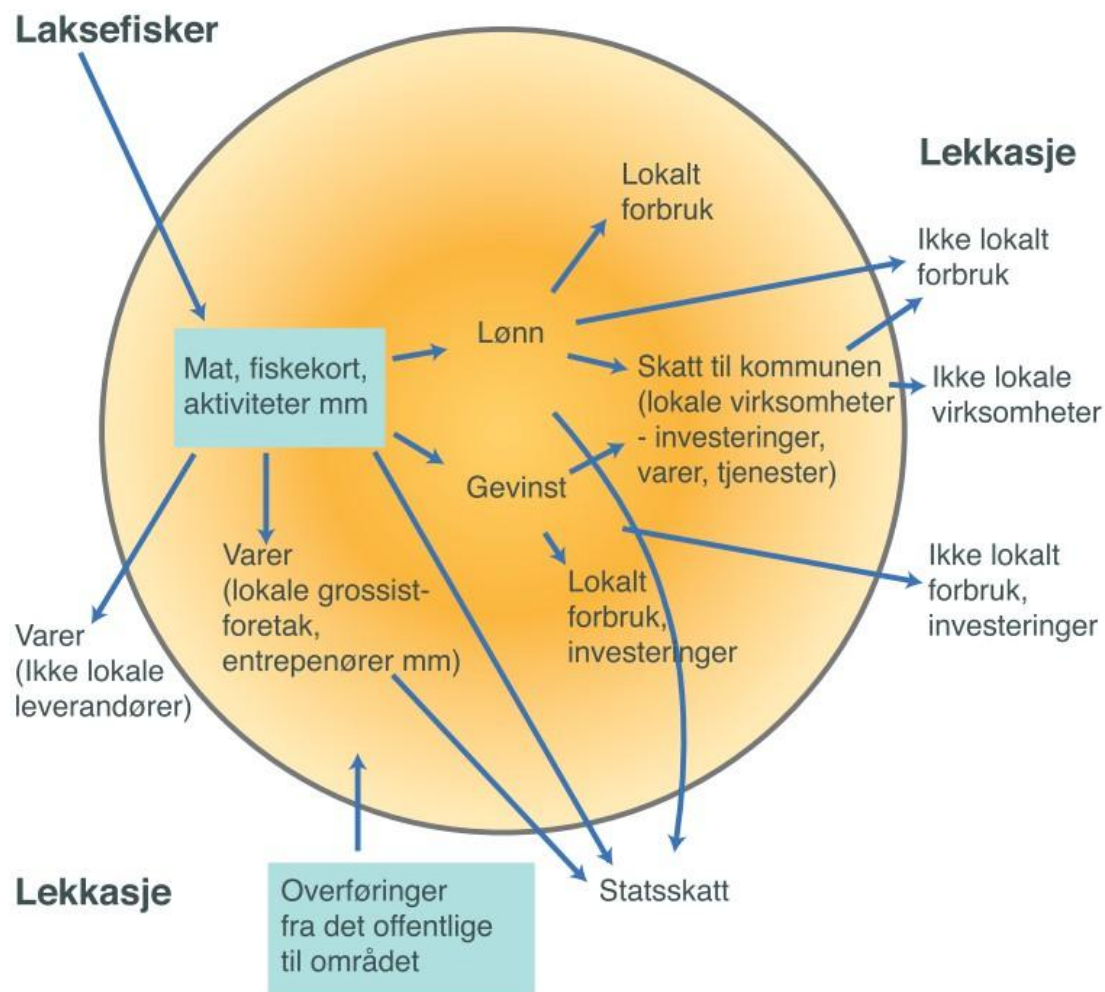 Laksefisker
Lekkasje
Lokalt
forbruk
Ikke lokalt
forbruk
Lønn
Mat, fiskekort,
aktiviteter mm
Skatt til kommunen
(lokale virksomheter
- investeringer,
varer, tjenester)
Ikke lokale
virksomheter
Gevinst
Varer
(lokale grossist-
foretak,
entrepenører mm)
Lokalt
forbruk,
investeringer
Ikke lokalt
forbruk,
investeringer
Varer
(Ikke lokale
leverandører)
Lekkasje
Overføringer
fra det offentlige
til området
Statsskatt